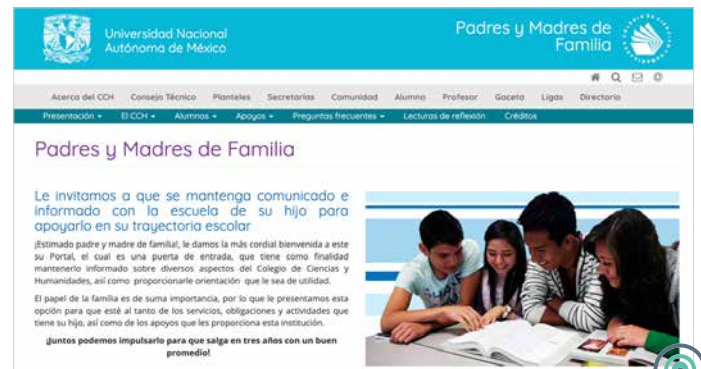 Universidad Nacional
Autónoma de México
Padres y Madres de
Familia
Acerca del CCH Consejo Técnico Planteles Secretarías Comunidad Alumno Profesor Gaceta Ligas Directorio
Presentación El CCH Alumnos Apoyos Preguntas frecuentes Lecturas de reflexión Créditos
Padres y Madres de Familia
Le invitamos a que se mantenga comunicado e
informado con la escuela de su hijo para
apoyarlo en su trayectoria escolar
¡Estimado padre y madre de familia!, le damos la más cordial bienvenida a este
su Portal, el cual es una puerta de entrada, que tiene como finalidad
mantenerlo informado sobre diversos aspectos del Colegio de Ciencias y
Humanidades, así como proporcionarle orientación que le sea de utilidad.
El papel de la familia es de suma importancia, por lo que le presentamos esta
opción para que esté al tanto de los servicios, obligaciones y actividades que
tiene su hijo, así como de los apoyos que les proporciona esta institución.
¡Juntos podemos impulsarlo para que salga en tres años con un buen
promedio!